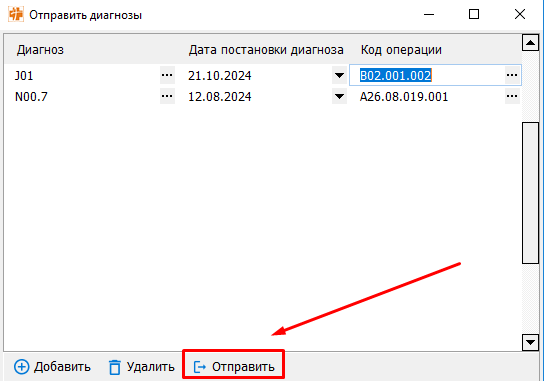 Отправить диагнозы
Диагноз Дата постановки диагноза Код операции
J01 ... 21.10.2024 B02.001.002 ...
N00.7 ... 12.08.2024 A26.08.019.001 ...
Добавить Удалить Отправить